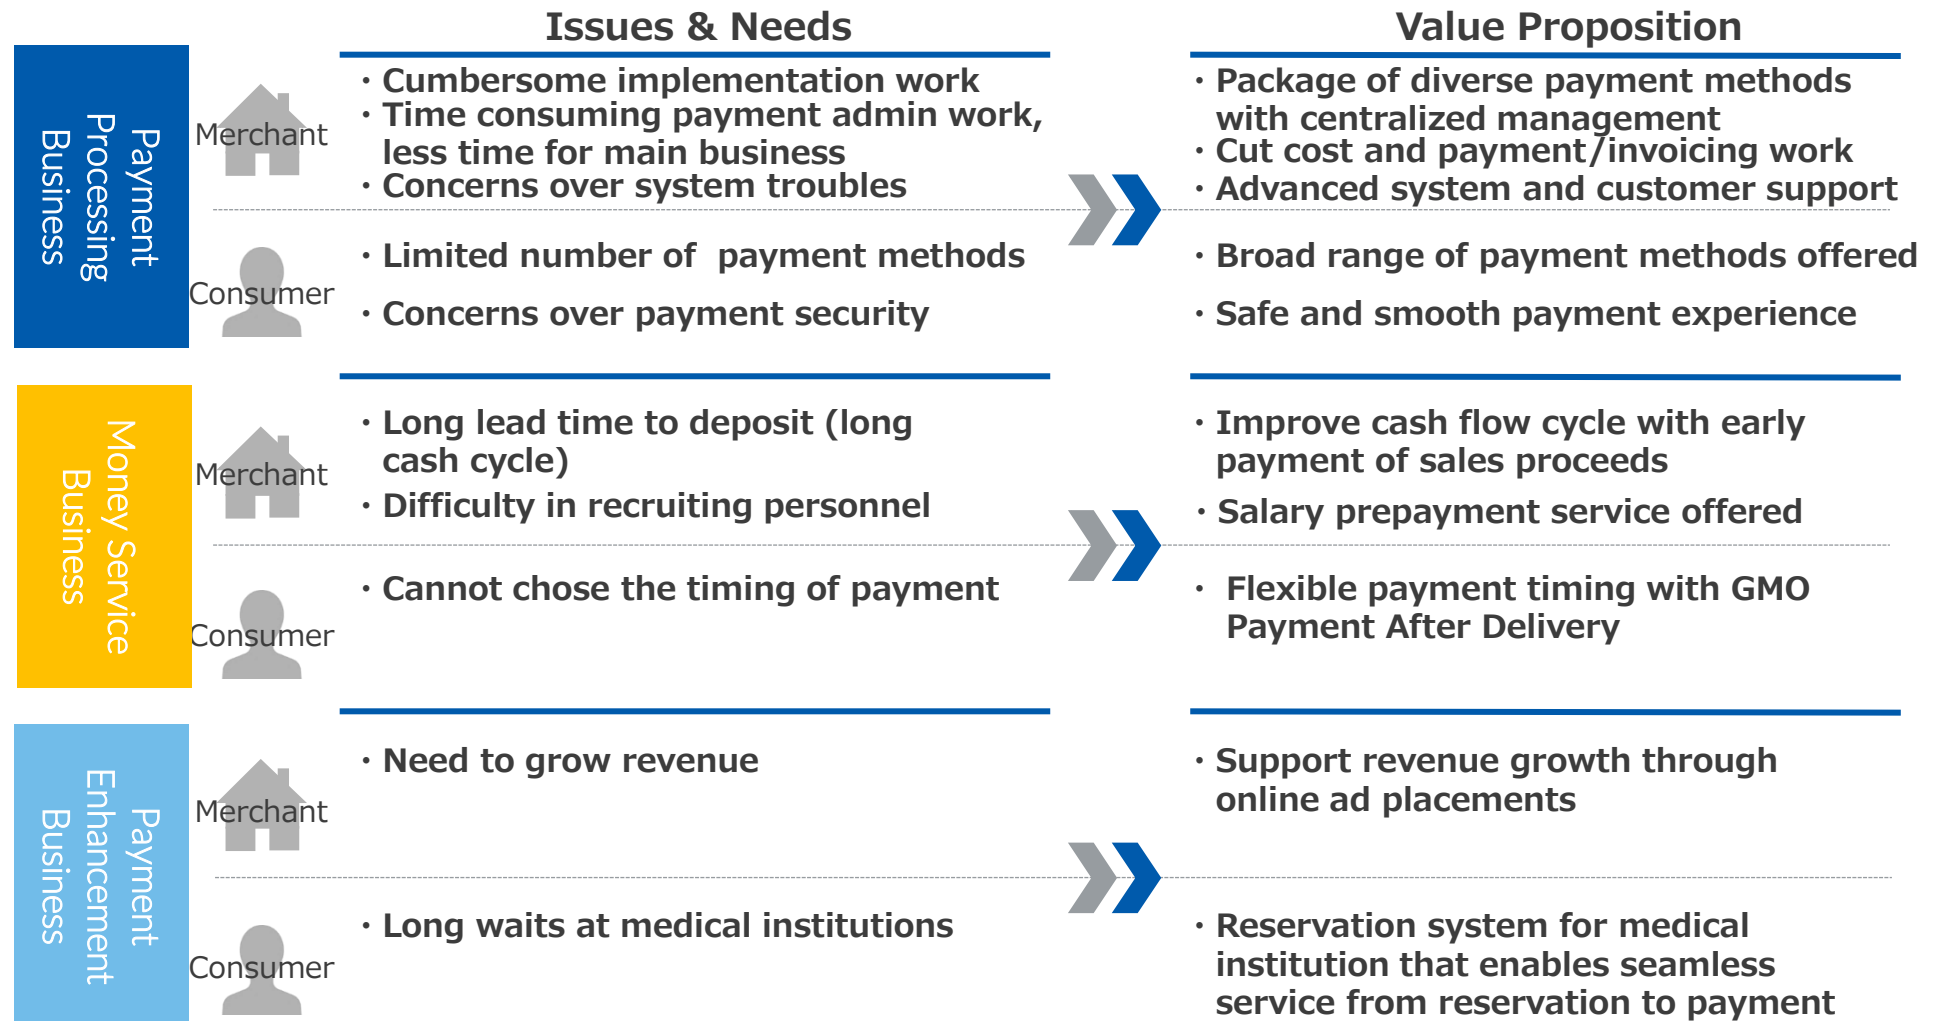 Issues & Needs
Value Proposition
Payment
Processing
Business
Merchant
・Cumbersome implementation work
・Time consuming payment admin work,
less time for main business
・Concerns over system troubles
・Package of diverse payment methods
with centralized management
・Cut cost and payment/invoicing work
・Advanced system and customer support
Consumer
・Limited number of  payment methods
・Concerns over payment security
・Broad range of payment methods offered
・Safe and smooth payment experience
Money Service
Business
Merchant
・Long lead time to deposit (long
cash cycle)
・Difficulty in recruiting personnel
・Improve cash flow cycle with early
payment of sales proceeds
・Salary prepayment service offered
Consumer
・Cannot chose the timing of payment
・ Flexible payment timing with GMO
Payment After Delivery
Payment
Enhancement
Business
Merchant
・Need to grow revenue
・Support revenue growth through
online ad placements
Consumer
・Long waits at medical institutions
・Reservation system for medical
institution that enables seamless
service from reservation to payment